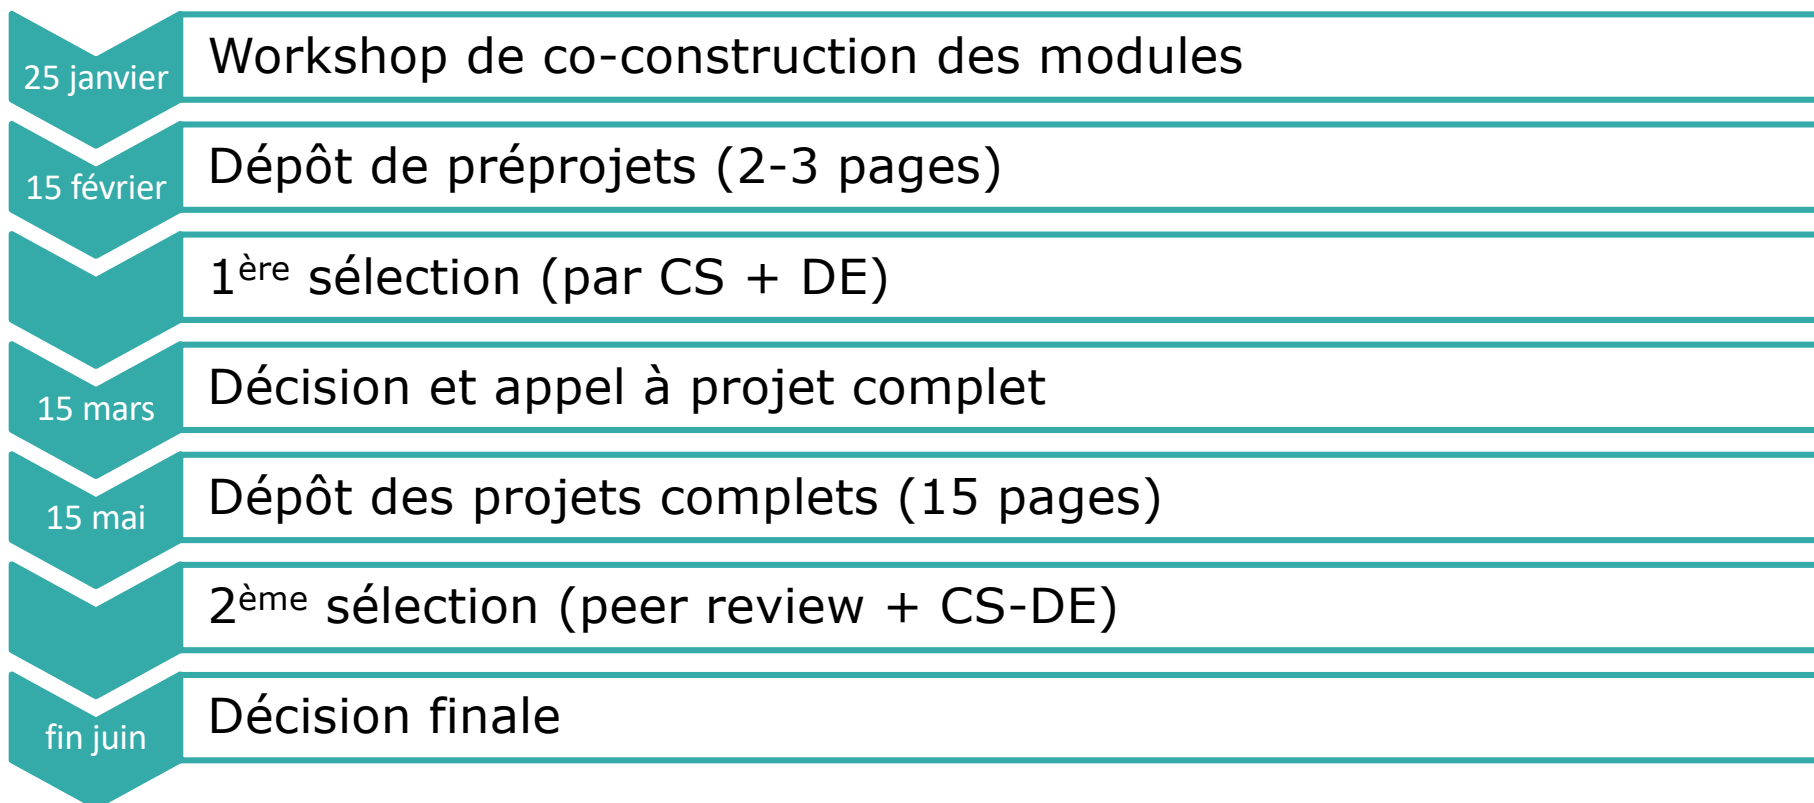 25 janvier
Workshop de co-construction des modules
15 février
Dépôt de préprojets (2-3 pages)
1ère sélection (par CS + DE)
15 mars
Décision et appel à projet complet
15 mai
Dépôt des projets complets (15 pages)
2ème sélection (peer review + CS-DE)
fin juin
Décision finale